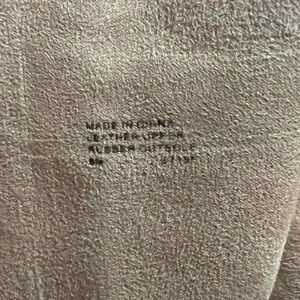 MADE IN CHINA
LEATHER UPPER
RUBBER OUTSOLE